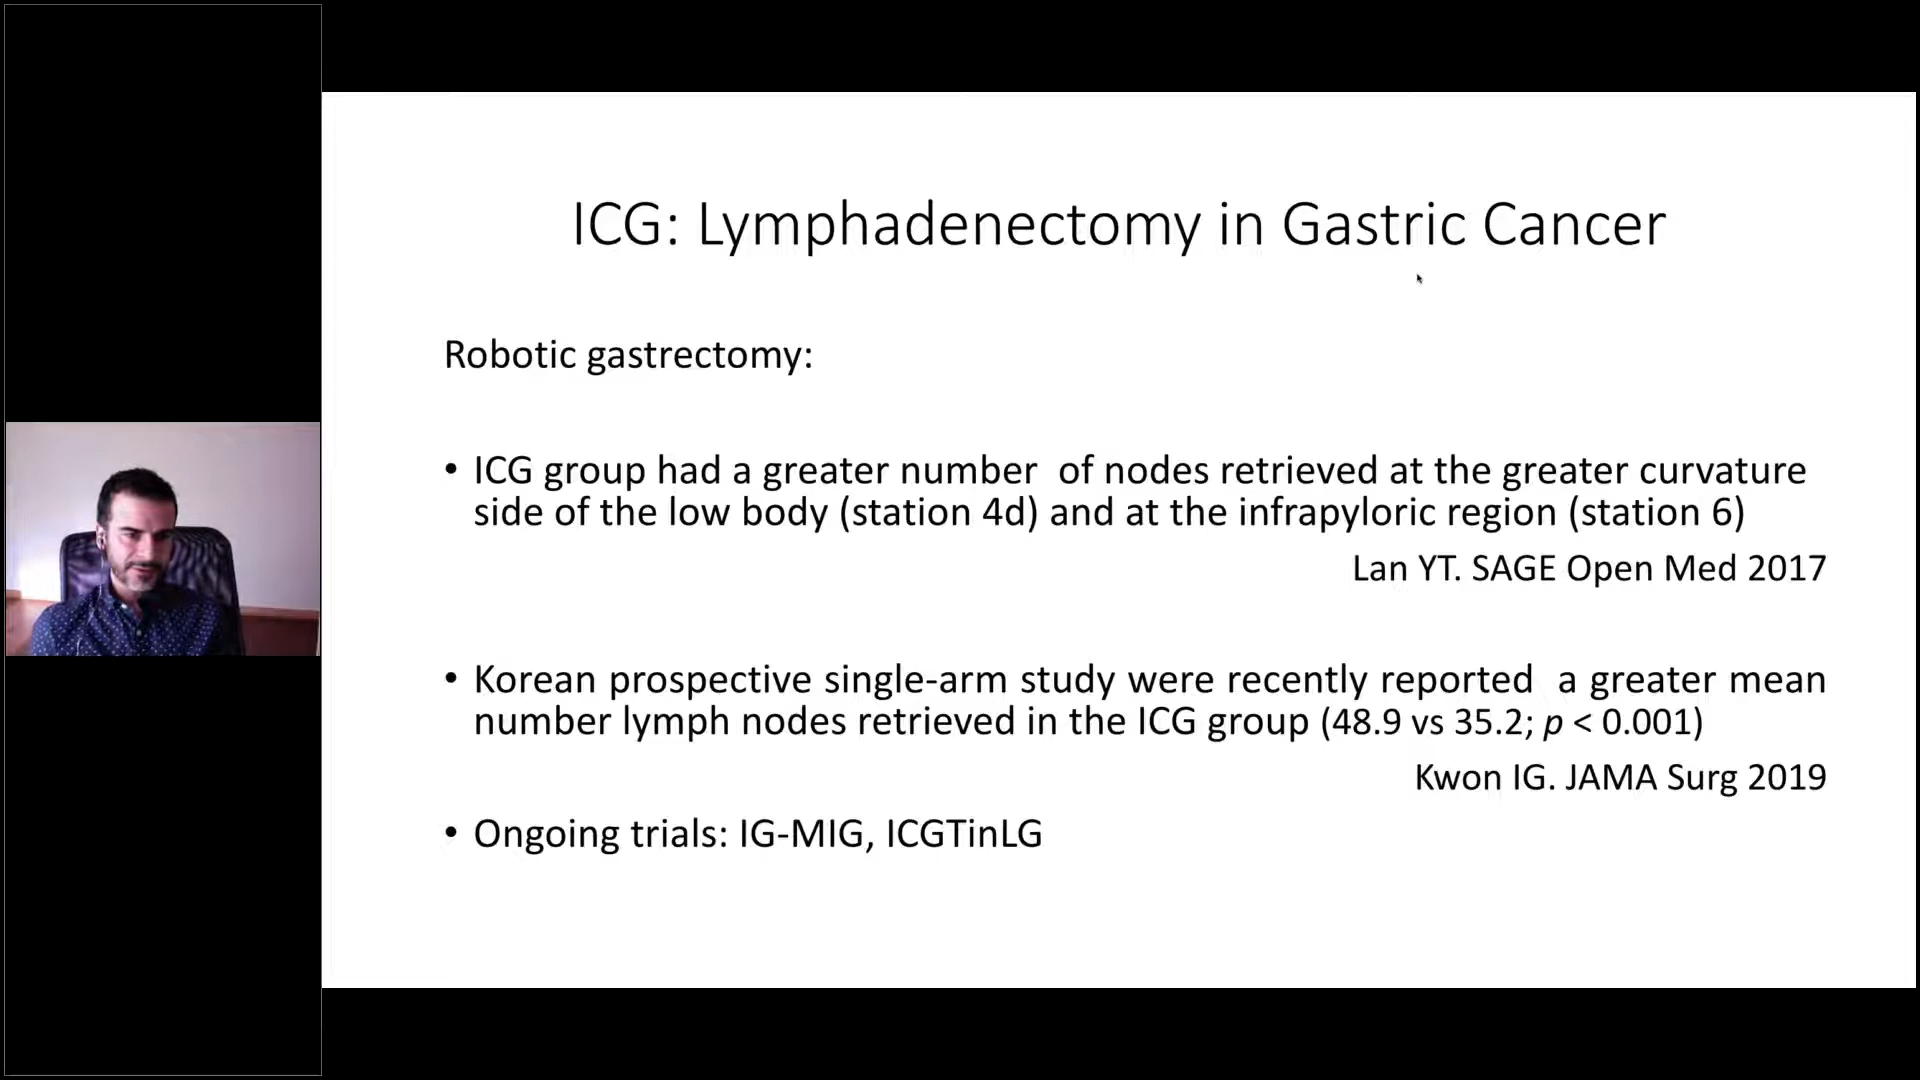 ICG: Lymphadenectomy in Gastric Cancer
Robotic gastrectomy:
• ICG group had a greater number  of nodes retrieved at the greater curvature
side of the low body (station 4d) and at the infrapyloric region (station 6)
Lan YT. SAGE Open Med 2017
• Korean prospective single-arm study were recently reported  a greater mean
number lymph nodes retrieved in the ICG group (48.9 vs 35.2; p < 0.001)
Kwon IG. JAMA Surg 2019
• Ongoing trials: IG-MIG, ICGTinLG